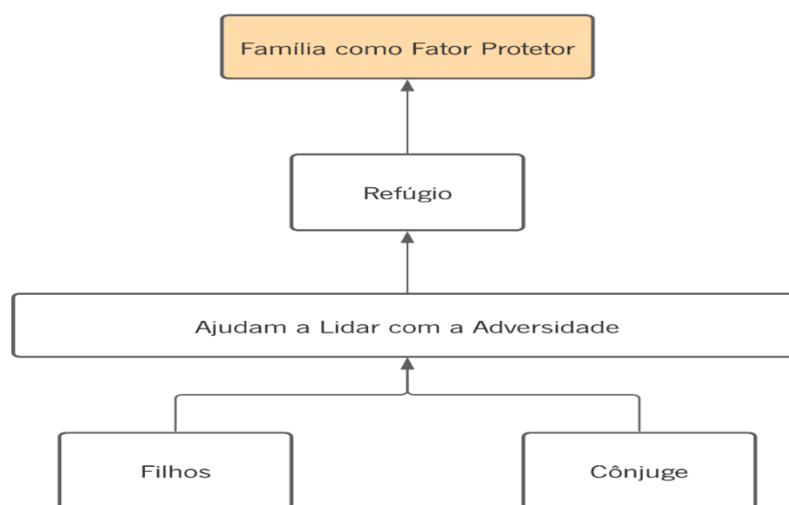 Família como Fator Protetor
Refúgio
Ajudam a Lidar com a Adversidade
Filhos
Cônjuge